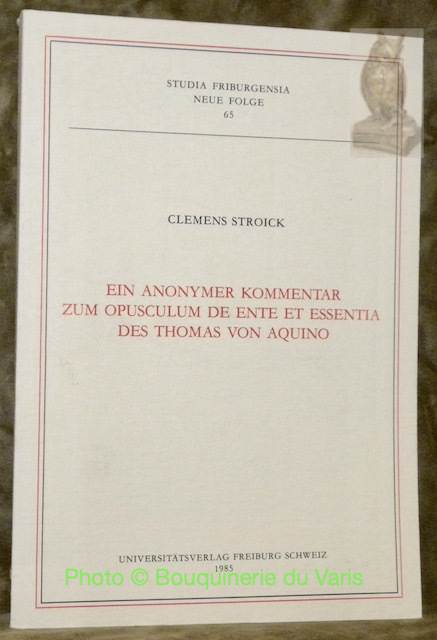 STUDIA FRIBURGENSIA
NEUE FOLGE
65
CLEMENS STROICK
EIN ANONYMER KOMMENTAR
ZUM OPUSCULUM DE ENTE ET ESSENTIA
DES THOMAS VON AQUINO
UNIVERSITÄTSVERLAG FREIBURG SCHWEIZ
1985
Photo © Bouquinerie du Varis